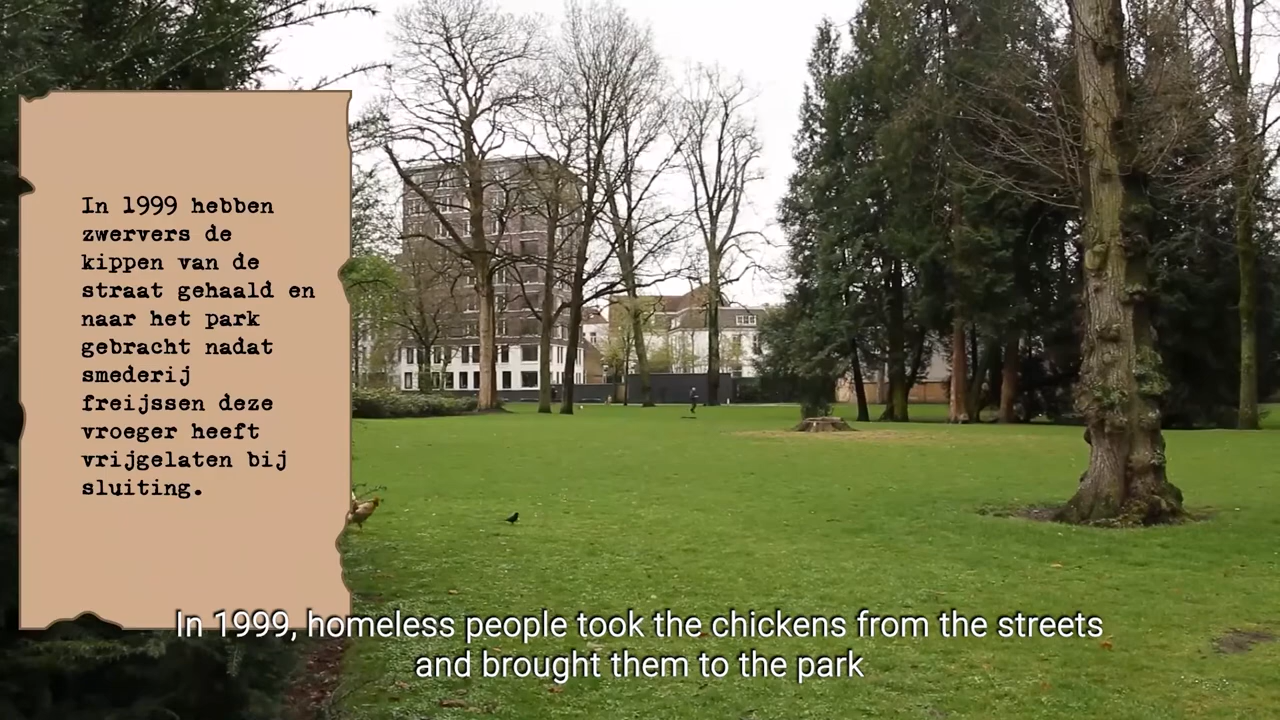 In 1999 hebben
zwervers de
kippen van de
straat gehaald en
naar het park
gebracht nadat
smederij
freijssen deze
vroeger heeft
vrijgelaten bij
sluiting.
In 1999, homeless people took the chickens from the streets
and brought them to the park